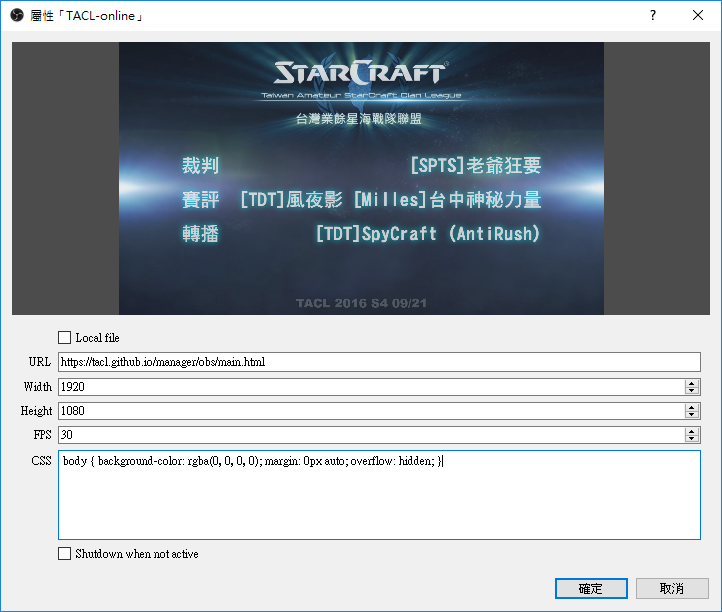 屬性「TACL-online」
STARCRAFT
Taiwan Amateur StarCraft Clan League
台灣業餘星海戰隊聯盟
裁判 [SPTS]老爺狂要
賽評 [TDT]風夜影 [Milles]台中神秘力量
轉播 [TDT]SpyCraft (AntiRush)
TACL 2016 S4 09/21
Local file
URL https://tacl.github.io/manager/obs/main.html
Width 1920
Height 1080
FPS 30
CSS body { background-color: rgba(0, 0, 0, 0); margin: 0px auto; overflow: hidden; }
Shutdown when not active
確定 取消